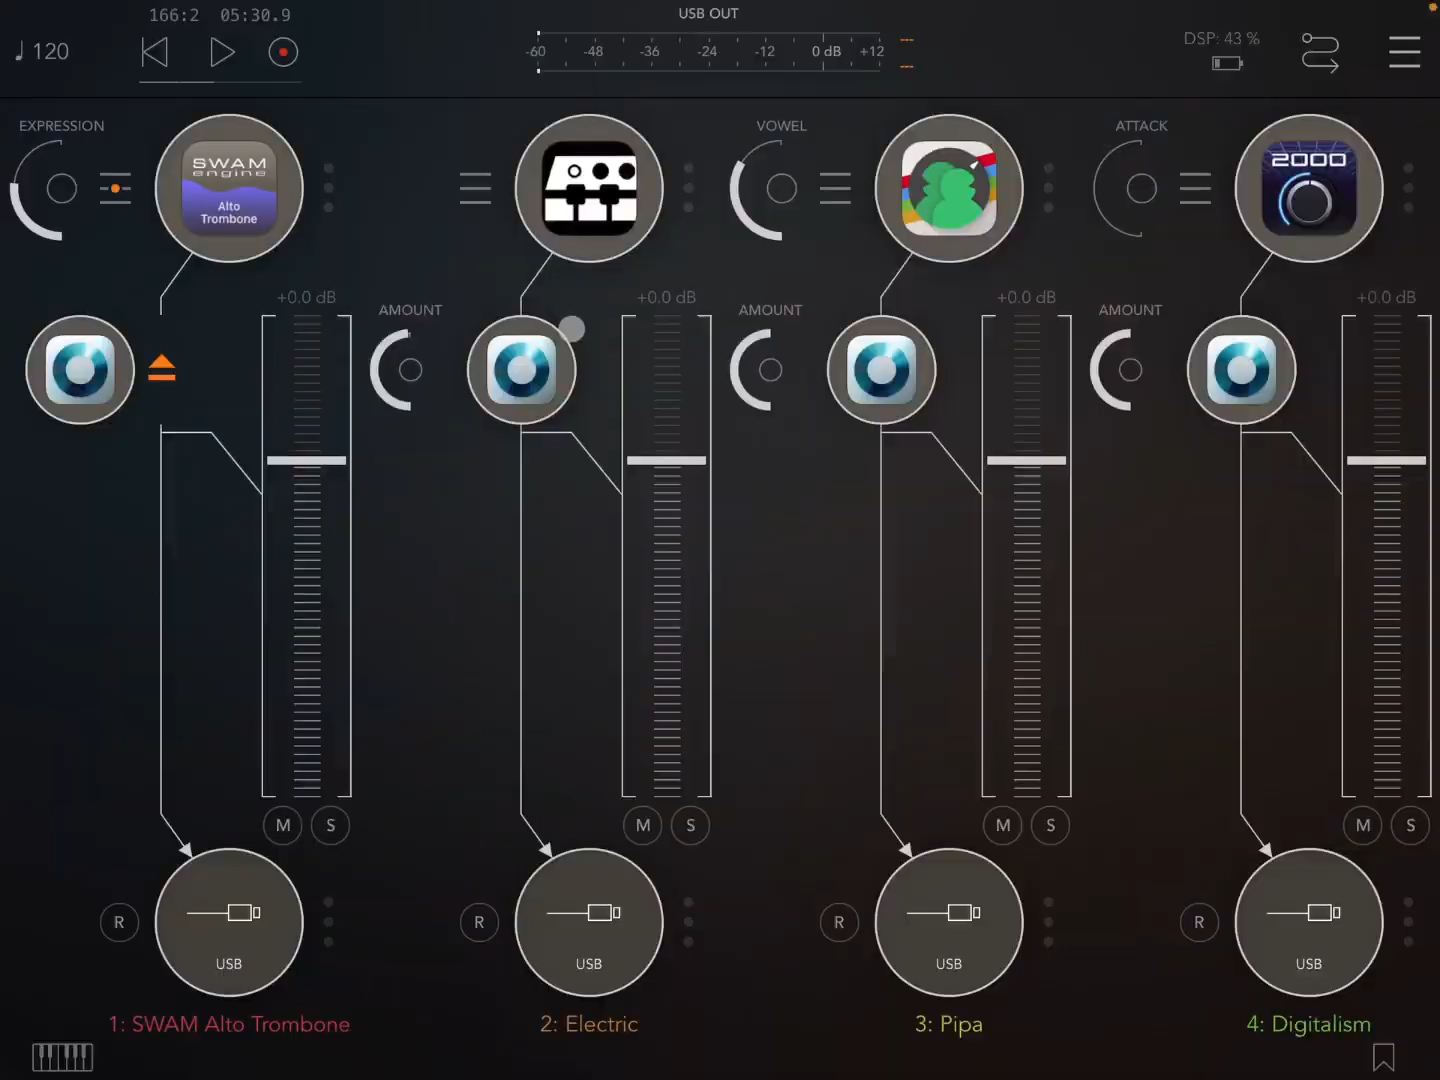 166:2 05:30.9
USB OUT
♩ 120
-60 -48 -36 -24 -12 0 dB +12
DSP: 43 %
EXPRESSION
VOWEL
ATTACK
SWAM
engine
Alto
Trombone
2000
+0.0 dB
+0.0 dB
+0.0 dB
+0.0 dB
AMOUNT
AMOUNT
AMOUNT
M S
M S
M S
M S
R
R
R
R
USB
USB
USB
USB
1: SWAM Alto Trombone
2: Electric
3: Pipa
4: Digitalism